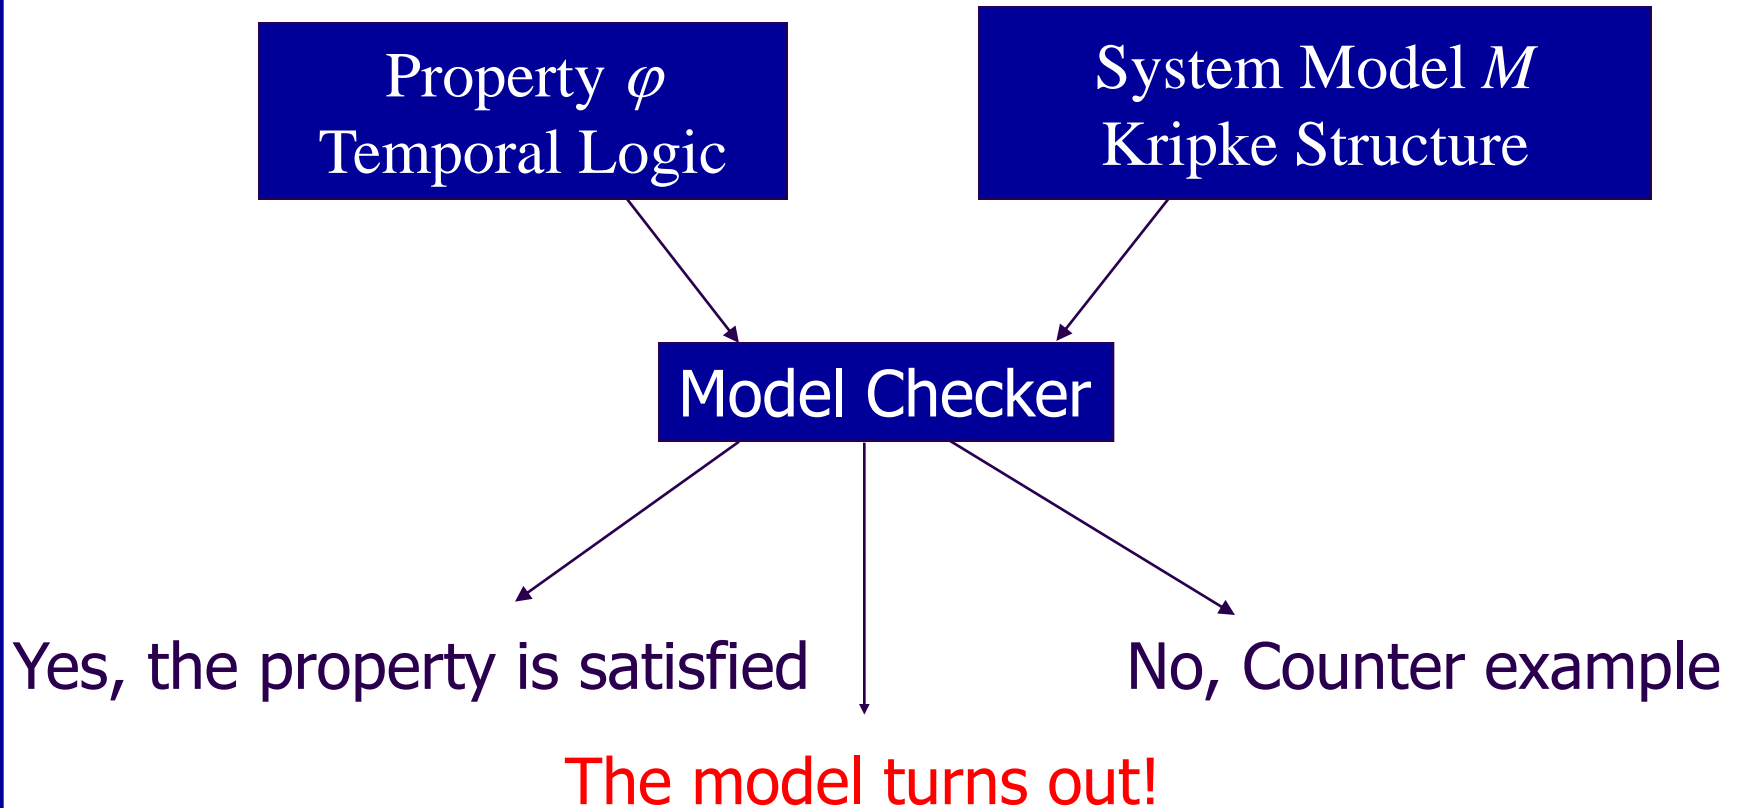 Property φ
Temporal Logic
System Model M
Kripke Structure
Model Checker
Yes, the property is satisfied
No, Counter example
The model turns out!